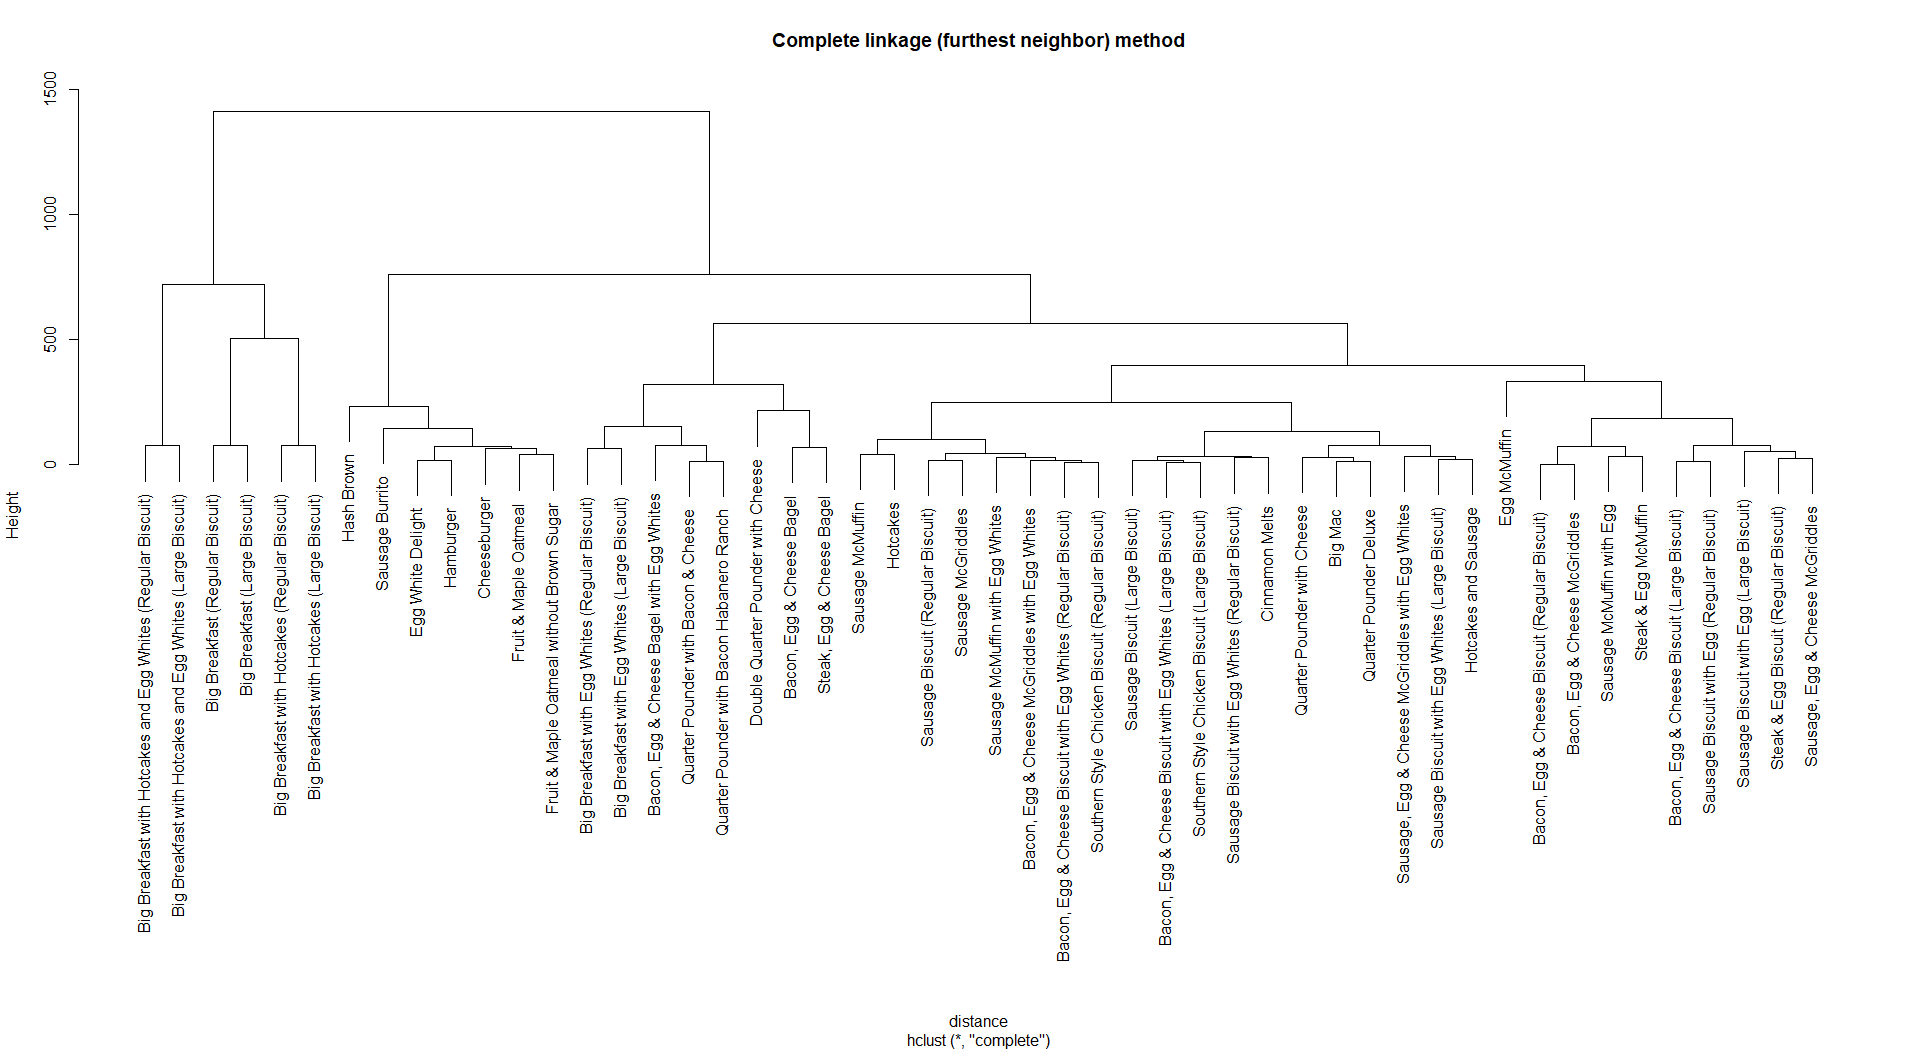 Complete linkage (furthest neighbor) method
Height
1500
1000
500
0
Big Breakfast with Hotcakes and Egg Whites (Regular Biscuit)
Big Breakfast with Hotcakes and Egg Whites (Large Biscuit)
Big Breakfast (Regular Biscuit)
Big Breakfast (Large Biscuit)
Big Breakfast with Hotcakes (Regular Biscuit)
Big Breakfast with Hotcakes (Large Biscuit)
Hash Brown
Sausage Burrito
Egg White Delight
Hamburger
Cheeseburger
Fruit & Maple Oatmeal
Fruit & Maple Oatmeal without Brown Sugar
Big Breakfast with Egg Whites (Regular Biscuit)
Big Breakfast with Egg Whites (Large Biscuit)
Bacon, Egg & Cheese Bagel with Egg Whites
Quarter Pounder with Bacon & Cheese
Quarter Pounder with Bacon Habanero Ranch
Double Quarter Pounder with Cheese
Bacon, Egg & Cheese Bagel
Steak, Egg & Cheese Bagel
Sausage McMuffin
Hotcakes
Sausage Biscuit (Regular Biscuit)
Sausage McGriddles
Sausage McMuffin with Egg Whites
Bacon, Egg & Cheese McGriddles with Egg Whites
Bacon, Egg & Cheese Biscuit with Egg Whites (Regular Biscuit)
Southern Style Chicken Biscuit (Regular Biscuit)
Sausage Biscuit (Large Biscuit)
Bacon, Egg & Cheese Biscuit with Egg Whites (Large Biscuit)
Southern Style Chicken Biscuit (Large Biscuit)
Sausage Biscuit with Egg Whites (Regular Biscuit)
Cinnamon Melts
Quarter Pounder with Cheese
Big Mac
Quarter Pounder Deluxe
Sausage, Egg & Cheese McGriddles with Egg Whites
Sausage Biscuit with Egg Whites (Large Biscuit)
Hotcakes and Sausage
Egg McMuffin
Bacon, Egg & Cheese Biscuit (Regular Biscuit)
Bacon, Egg & Cheese McGriddles
Sausage McMuffin with Egg
Steak & Egg McMuffin
Bacon, Egg & Cheese Biscuit (Large Biscuit)
Sausage Biscuit with Egg (Regular Biscuit)
Sausage Biscuit with Egg (Large Biscuit)
Steak & Egg Biscuit (Regular Biscuit)
Sausage, Egg & Cheese McGriddles
distance
hclust (*, "complete")